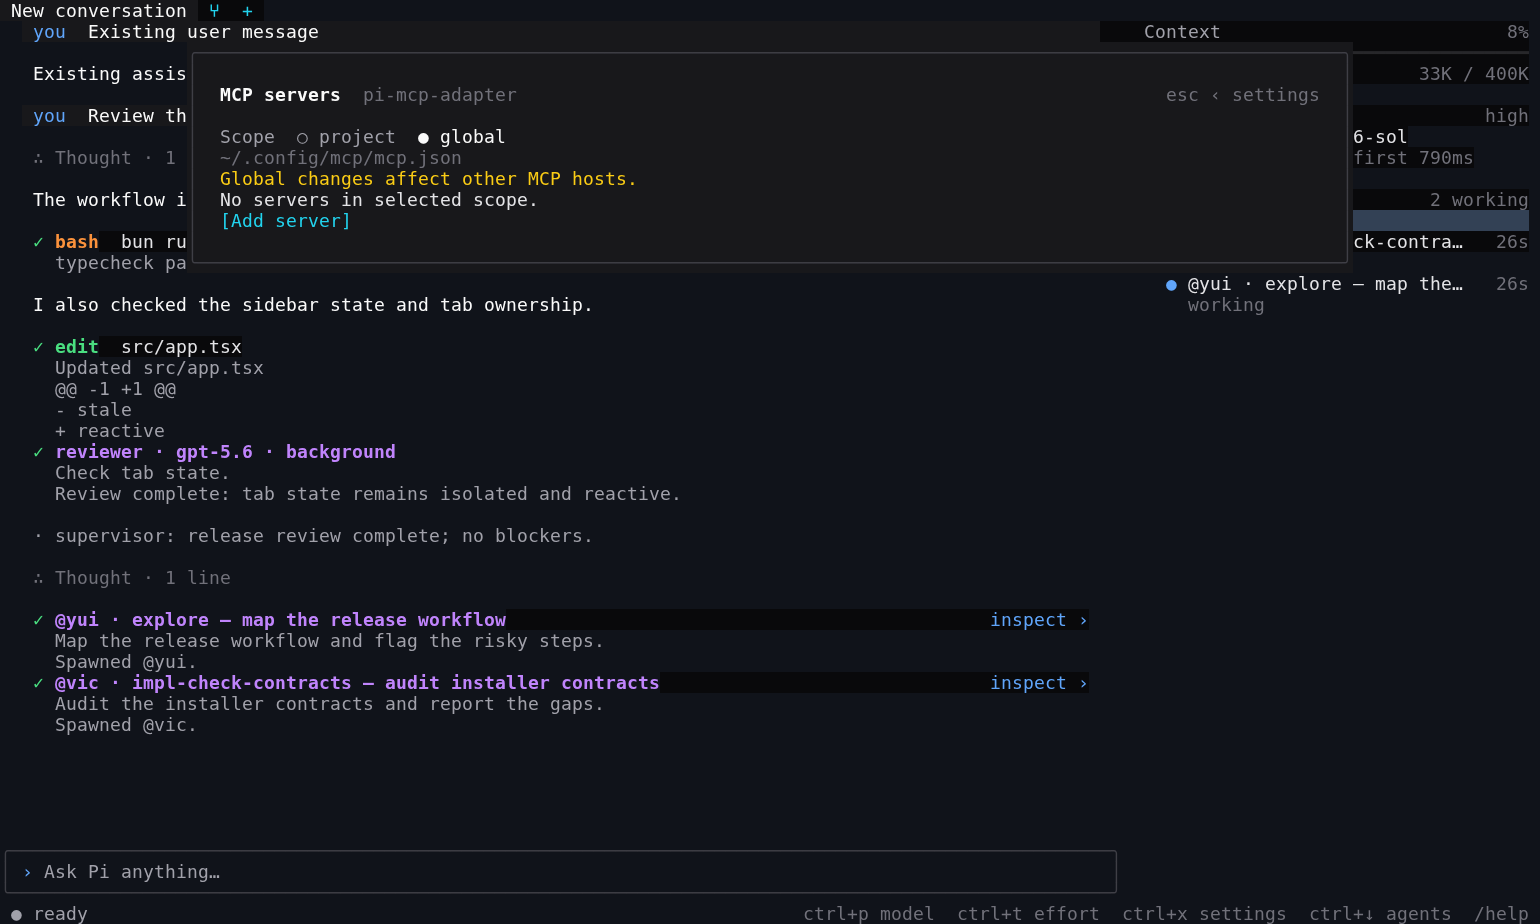 New conversation ⑂ +
you Existing user message
Context 8%
Existing assis
33K / 400K
you Review th
high
6-sol
∴ Thought · 1
first 790ms
The workflow i
2 working
✓ bash bun ru
ck-contra… 26s
typecheck pa
MCP servers pi-mcp-adapter esc ‹ settings
Scope ○ project ● global
~/.config/mcp/mcp.json
Global changes affect other MCP hosts.
No servers in selected scope.
[Add server]
● @yui · explore — map the… 26s
working
I also checked the sidebar state and tab ownership.
✓ edit src/app.tsx
Updated src/app.tsx
@@ -1 +1 @@
- stale
+ reactive
✓ reviewer · gpt-5.6 · background
Check tab state.
Review complete: tab state remains isolated and reactive.
· supervisor: release review complete; no blockers.
∴ Thought · 1 line
✓ @yui · explore — map the release workflow inspect ›
Map the release workflow and flag the risky steps.
Spawned @yui.
✓ @vic · impl-check-contracts — audit installer contracts inspect ›
Audit the installer contracts and report the gaps.
Spawned @vic.
› Ask Pi anything…
● ready ctrl+p model ctrl+t effort ctrl+x settings ctrl+↓ agents /help